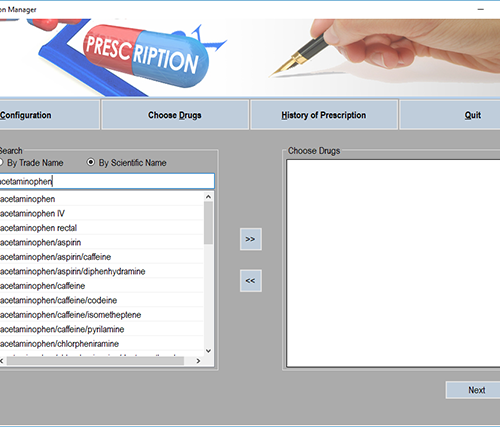 on Manager
PRESCRIPTION
Configuration
Choose Drugs
History of Prescription
Quit
Search
By Trade Name
By Scientific Name
acetaminophen
acetaminophen
acetaminophen IV
acetaminophen rectal
acetaminophen/aspirin
acetaminophen/aspirin/caffeine
acetaminophen/aspirin/diphenhydramine
acetaminophen/caffeine
acetaminophen/caffeine/codeine
acetaminophen/caffeine/isometheptene
acetaminophen/caffeine/pyrilamine
acetaminophen/chlorpheniramine
Choose Drugs
>>
<<
Next